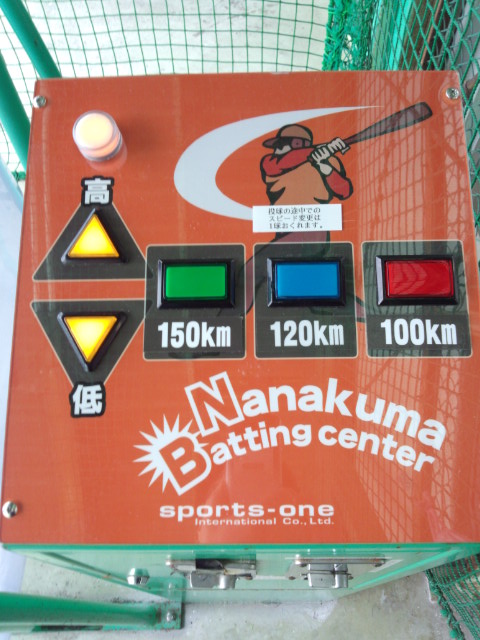 高
投球の途中での
スピード変更は
1球おくれます。
150km
120km
100km
低
Nanakuma
Batting center
sports-one
International Co., Ltd.